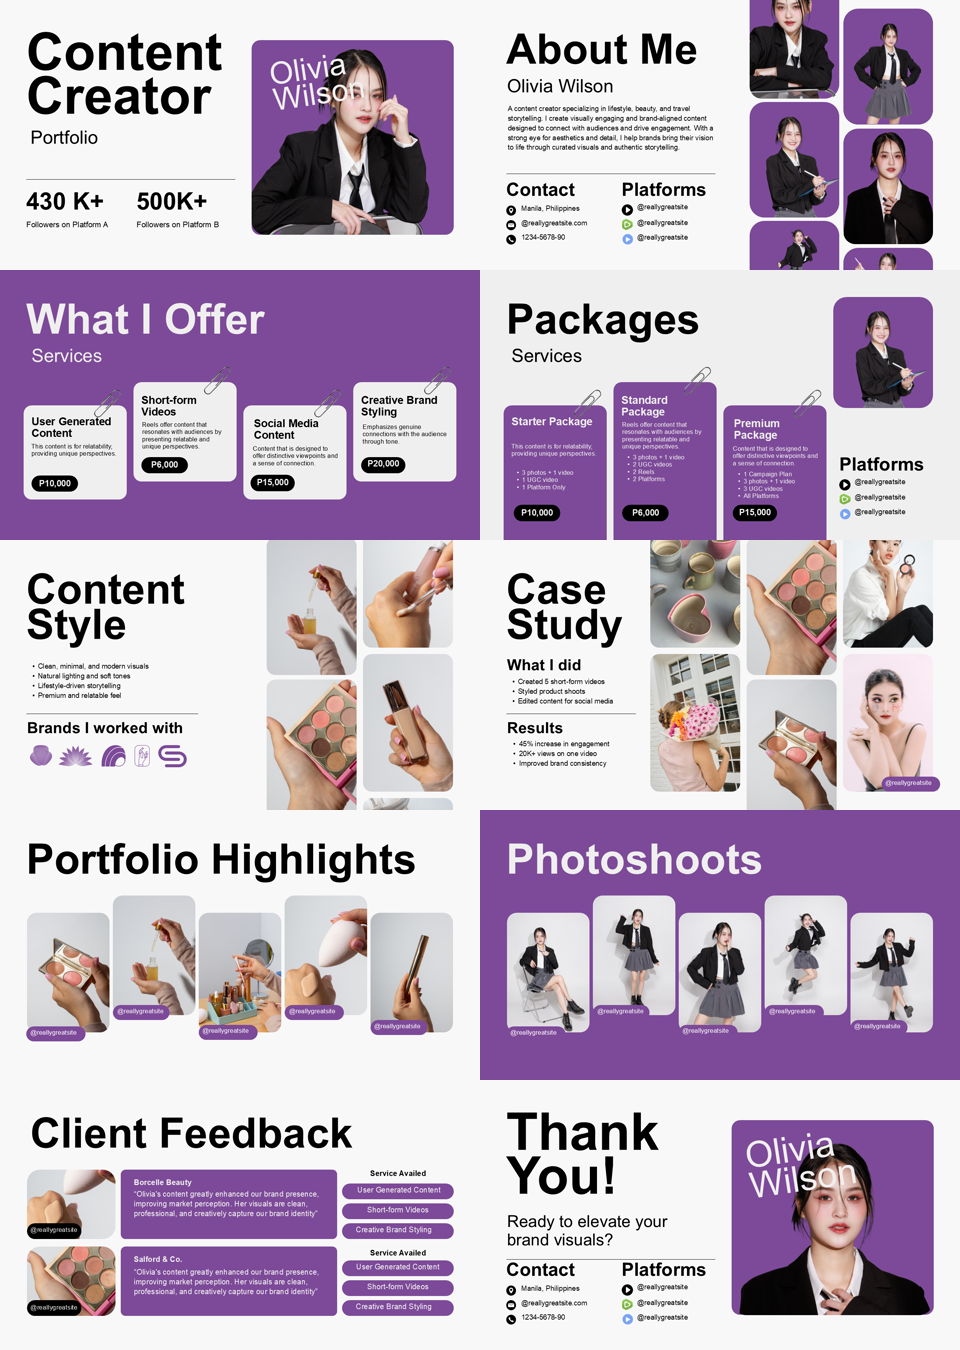 Content
Creator
Portfolio
430 K+
500K+
Followers on Platform A
Followers on Platform B
Olivia
Wilson
About Me
Olivia Wilson
A content creator specializing in lifestyle, beauty, and travel
storytelling. I create visually engaging and brand-aligned content
designed to connect with audiences and drive engagement. With a
strong eye for aesthetics and detail, I help brands bring their vision
to life through curated visuals and authentic storytelling.
Contact
Manila, Philippines
@reallygreatsite.com
1234-5678-90
Platforms
@reallygreatsite
@reallygreatsite
@reallygreatsite
What I Offer
Services
User Generated
Content
This content is for relatability,
providing unique perspectives.
P10,000
Short-form
Videos
Reels offer content that
resonates with audiences by
presenting relatable and
unique perspectives.
P6,000
Social Media
Content
Content that is designed to
offer distinctive viewpoints and
a sense of connection.
P15,000
Creative Brand
Styling
Emphasizes genuine
connections with the audience
through tone.
P20,000
Packages
Services
Starter Package
This content is for relatability,
providing unique perspectives.
• 3 photos + 1 video
• 1 UGC video
• 1 Platform Only
P10,000
Standard
Package
Reels offer content that
resonates with audiences by
presenting relatable and
unique perspectives.
• 3 photos + 1 video
• 2 UGC videos
• 2 Reels
• 2 Platforms
P6,000
Premium
Package
Content that is designed to
offer distinctive viewpoints and
a sense of connection.
• 1 Campaign Plan
• 3 photos + 1 video
• 3 UGC videos
• All Platforms
P15,000
Platforms
@reallygreatsite
@reallygreatsite
@reallygreatsite
Content
Style
• Clean, minimal, and modern visuals
• Natural lighting and soft tones
• Lifestyle-driven storytelling
• Premium and relatable feel
Brands I worked with
Case
Study
What I did
• Created 5 short-form videos
• Styled product shoots
• Edited content for social media
Results
• 45% increase in engagement
• 20K+ views on one video
• Improved brand consistency
@reallygreatsite
Portfolio Highlights
@reallygreatsite
@reallygreatsite
@reallygreatsite
@reallygreatsite
@reallygreatsite
Photoshoots
@reallygreatsite
@reallygreatsite
@reallygreatsite
@reallygreatsite
@reallygreatsite
Client Feedback
@reallygreatsite
Borcelle Beauty
“Olivia's content greatly enhanced our brand presence,
improving market perception. Her visuals are clean,
professional, and creatively capture our brand identity”
Service Availed
User Generated Content
Short-form Videos
Creative Brand Styling
@reallygreatsite
Salford & Co.
“Olivia's content greatly enhanced our brand presence,
improving market perception. Her visuals are clean,
professional, and creatively capture our brand identity”
Service Availed
User Generated Content
Short-form Videos
Creative Brand Styling
Thank
You!
Ready to elevate your
brand visuals?
Contact
Manila, Philippines
@reallygreatsite.com
1234-5678-90
Platforms
@reallygreatsite
@reallygreatsite
@reallygreatsite
Olivia
Wilson